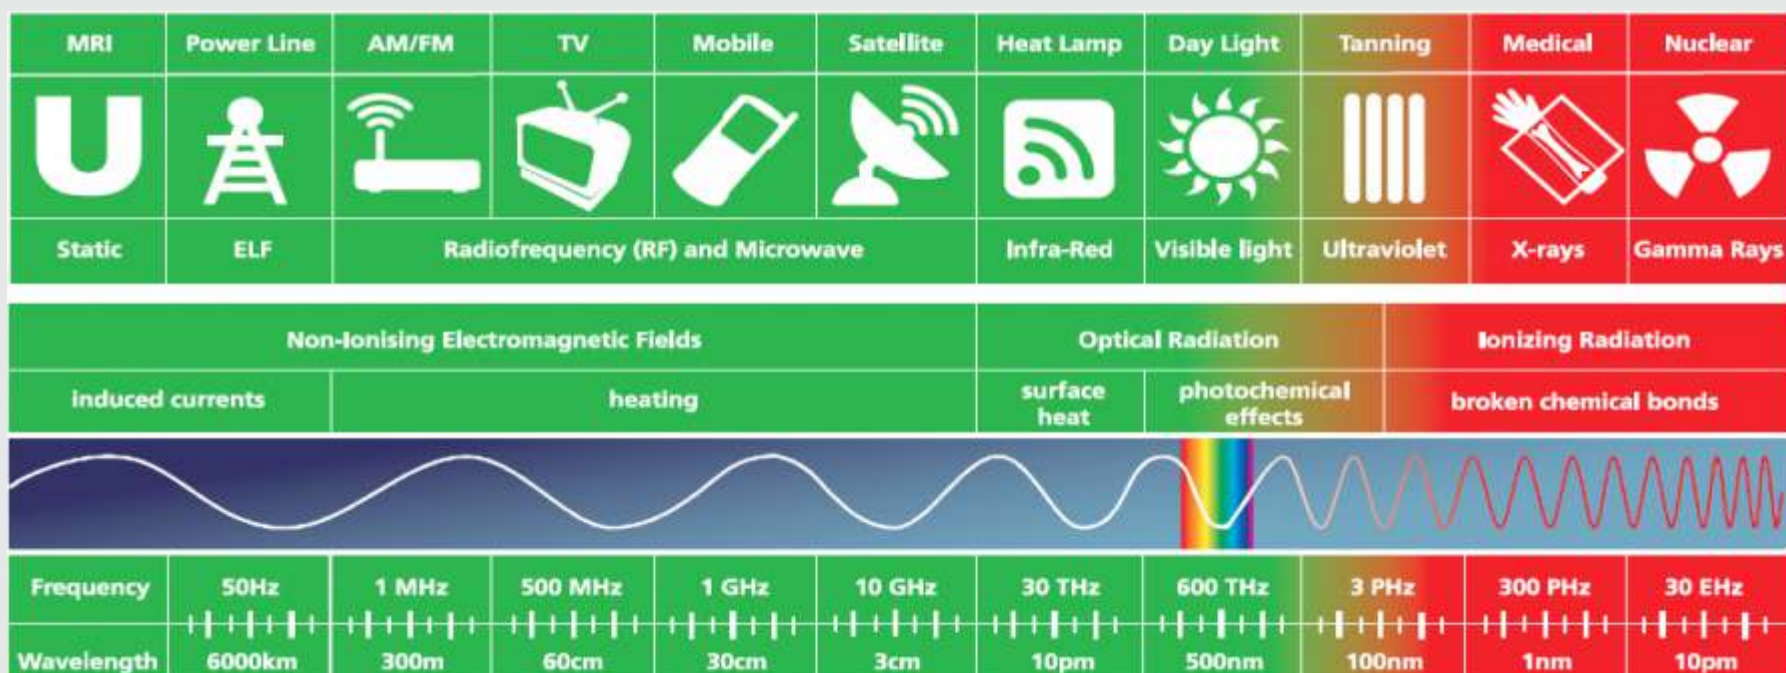 MRI Power Line AM/FM TV Mobile Satellite Heat Lamp Day Light Tanning Medical Nuclear
Static ELF Radiofrequency (RF) and Microwave Infra-Red Visible light Ultraviolet X-rays Gamma Rays
Non-Ionising Electromagnetic Fields Optical Radiation Ionizing Radiation
induced currents heating surface heat photochemical effects broken chemical bonds
Frequency 50Hz 1 MHz 500 MHz 1 GHz 10 GHz 30 THz 600 THz 3 PHz 300 PHz 30 EHz
Wavelength 6000km 300m 60cm 30cm 3cm 10pm 500nm 100nm 1nm 10pm